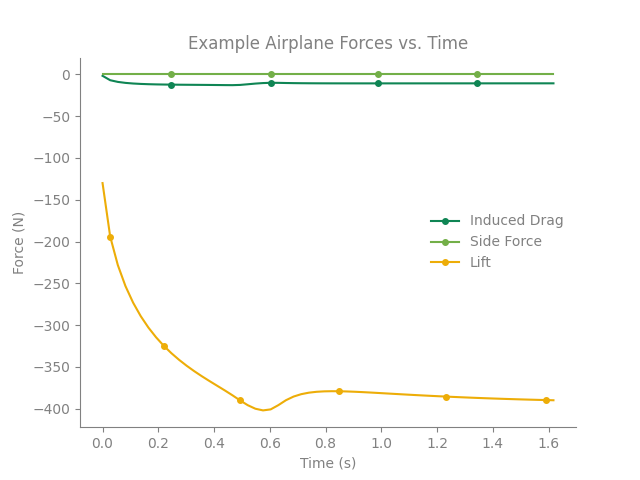 Example Airplane Forces vs. Time
0
−50
−100
−150
−200
−250
−300
−350
−400
Force (N)
Induced Drag
Side Force
Lift
0.0 0.2 0.4 0.6 0.8 1.0 1.2 1.4 1.6
Time (s)